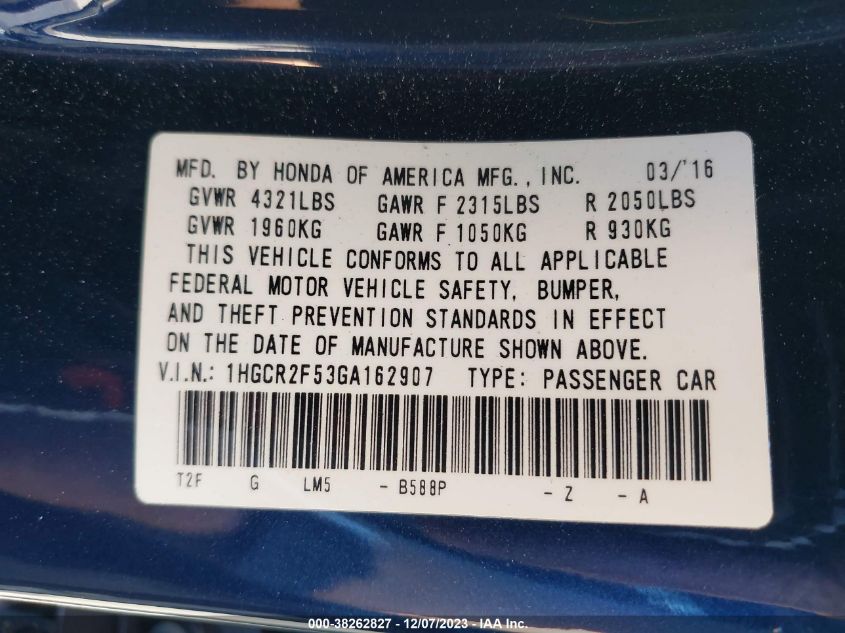 MFD. BY HONDA OF AMERICA MFG., INC. 03/'16
GVWR 4321LBS GAWR F 2315LBS R 2050LBS
GVWR 1960KG GAWR F 1050KG R 930KG
THIS VEHICLE CONFORMS TO ALL APPLICABLE
FEDERAL MOTOR VEHICLE SAFETY, BUMPER,
AND THEFT PREVENTION STANDARDS IN EFFECT
ON THE DATE OF MANUFACTURE SHOWN ABOVE.
V.I.N.: 1HGCR2F53GA162907 TYPE: PASSENGER CAR
T2F G LM5 - B588P - Z - A
000-38262827 - 12/07/2023 - IAA Inc.